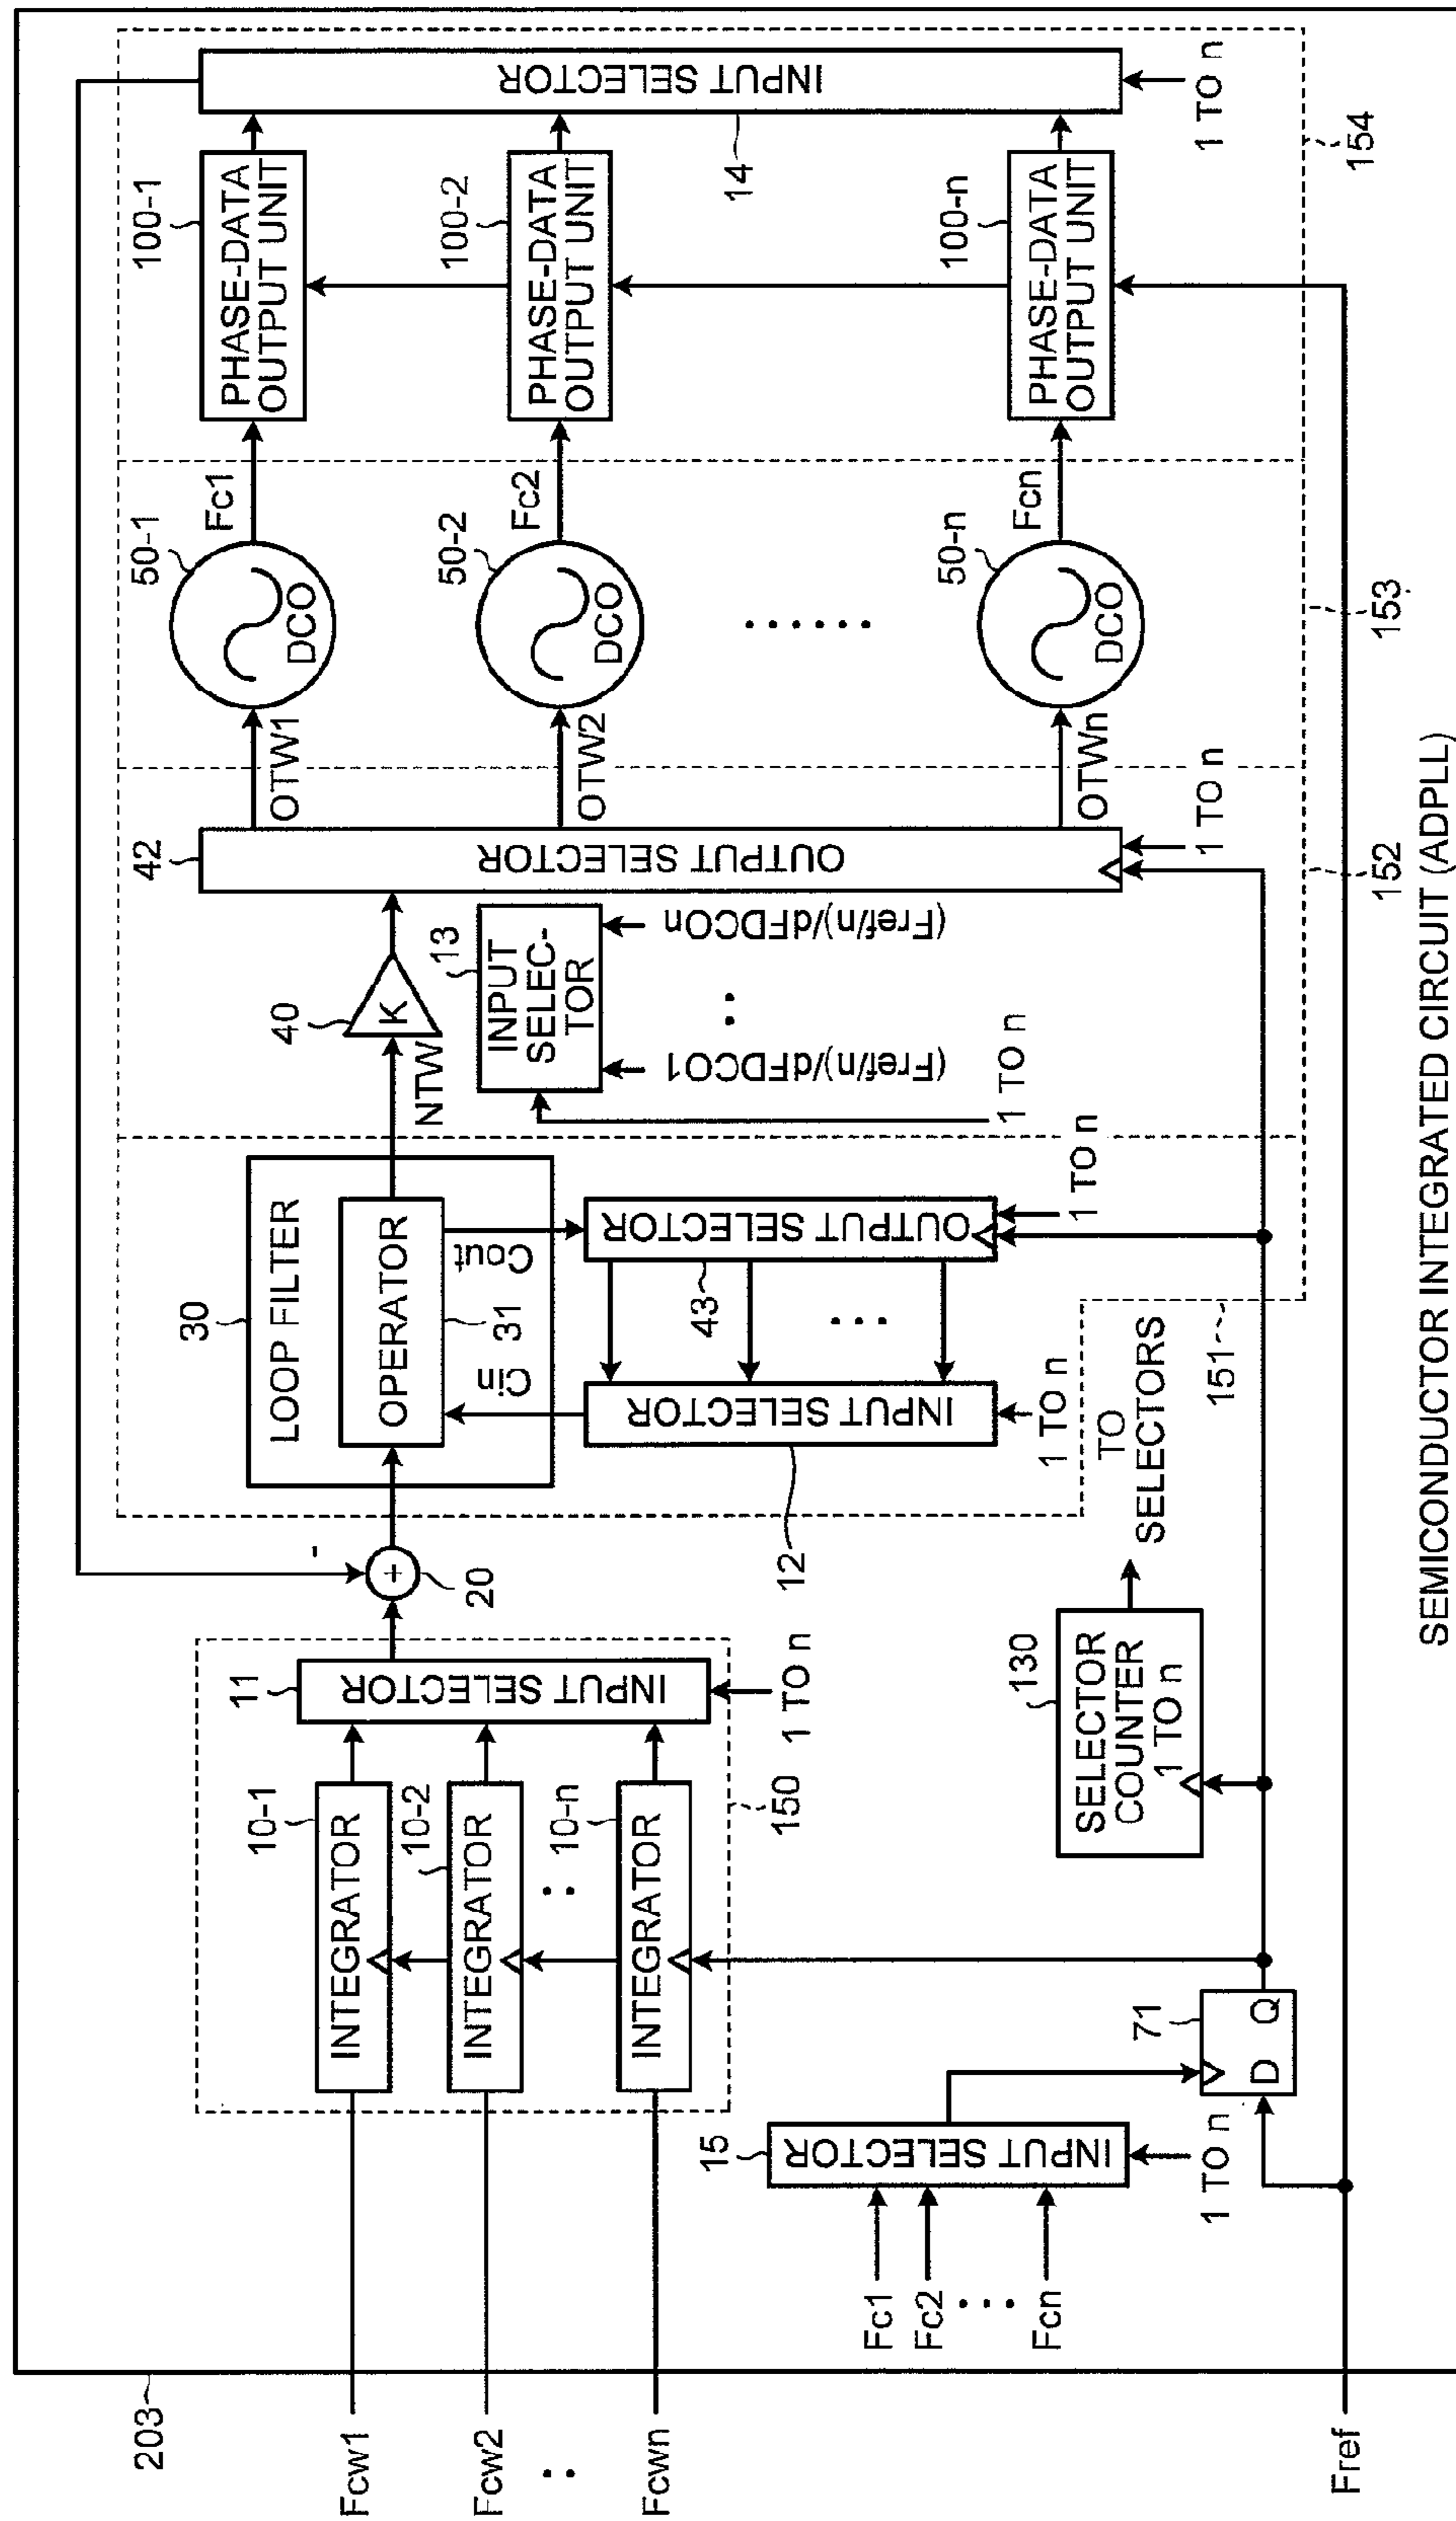 203
Fcw1
Fcw2
:
Fcwn
Fref
10-1
INTEGRATOR
10-2
INTEGRATOR
:
10-n
INTEGRATOR
11
INPUT SELECTOR
1 TO n
150
20
+
-
30
LOOP FILTER
OPERATOR
31
Cin
Cout
12
INPUT SELECTOR
1 TO n
43
OUTPUT SELECTOR
...
1 TO n
151
NTW
40
K
13
INPUT
SELEC-
TOR
(Fref/n)/dFDCO1
...
(Fref/n)/dFDCOn
1 TO n
42
OUTPUT SELECTOR
1 TO n
152
OTW1
OTW2
OTWn
50-1
DCO
Fc1
50-2
DCO
Fc2
......
50-n
DCO
Fcn
153
100-1
PHASE-DATA
OUTPUT UNIT
100-2
PHASE-DATA
OUTPUT UNIT
100-n
PHASE-DATA
OUTPUT UNIT
14
INPUT SELECTOR
1 TO n
154
Fc1
Fc2
...
Fcn
15
INPUT SELECTOR
1 TO n
71
D Q
130
SELECTOR
COUNTER
1 TO n
TO
SELECTORS
SEMICONDUCTOR INTEGRATED CIRCUIT (ADPLL)